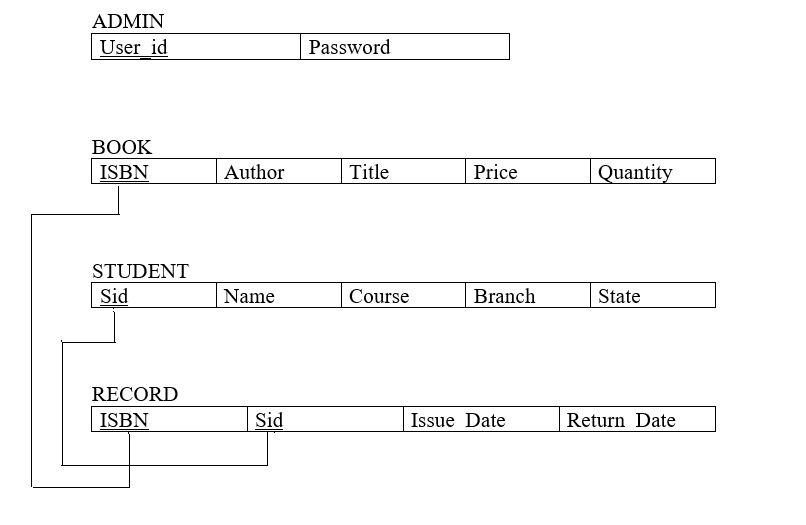 ADMIN
User_id Password
BOOK
ISBN Author Title Price Quantity
STUDENT
Sid Name Course Branch State
RECORD
ISBN Sid Issue_Date Return_Date